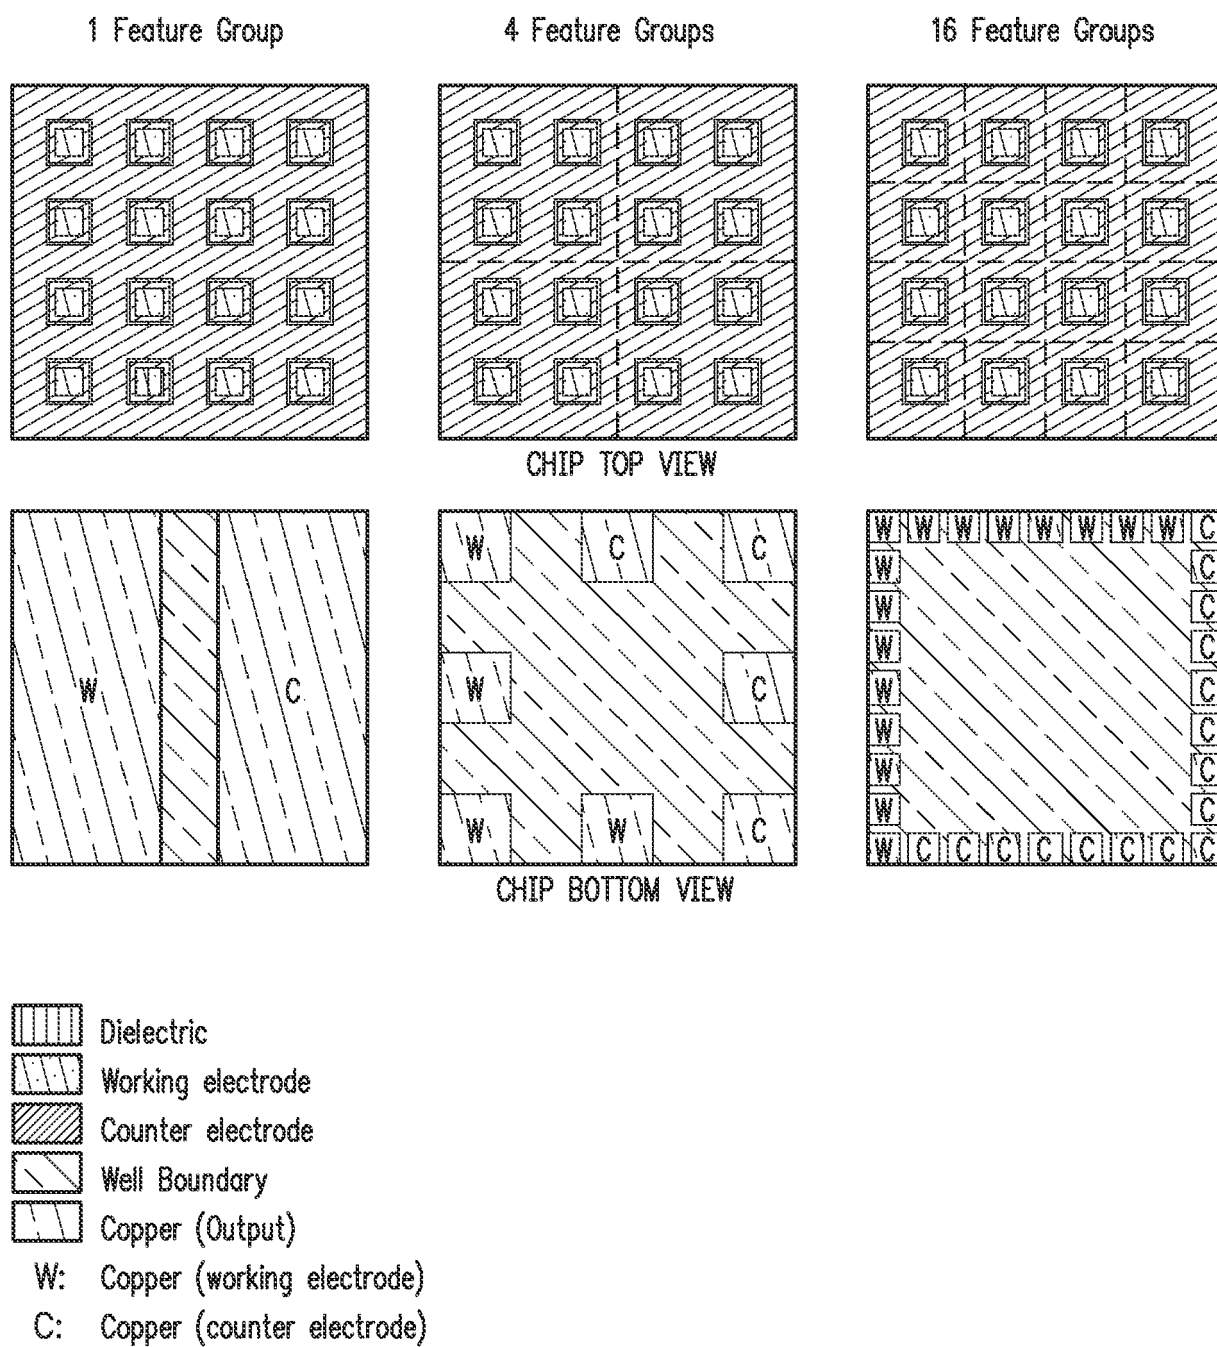 1 Feature Group
4 Feature Groups
16 Feature Groups
CHIP TOP VIEW
W C
W C C
W C
W W C
W W W W W W W W C
W C
W C
W C
W C
W C
W C
W C
W C C C C C C C C
CHIP BOTTOM VIEW
Dielectric
Working electrode
Counter electrode
Well Boundary
Copper (Output)
W: Copper (working electrode)
C: Copper (counter electrode)